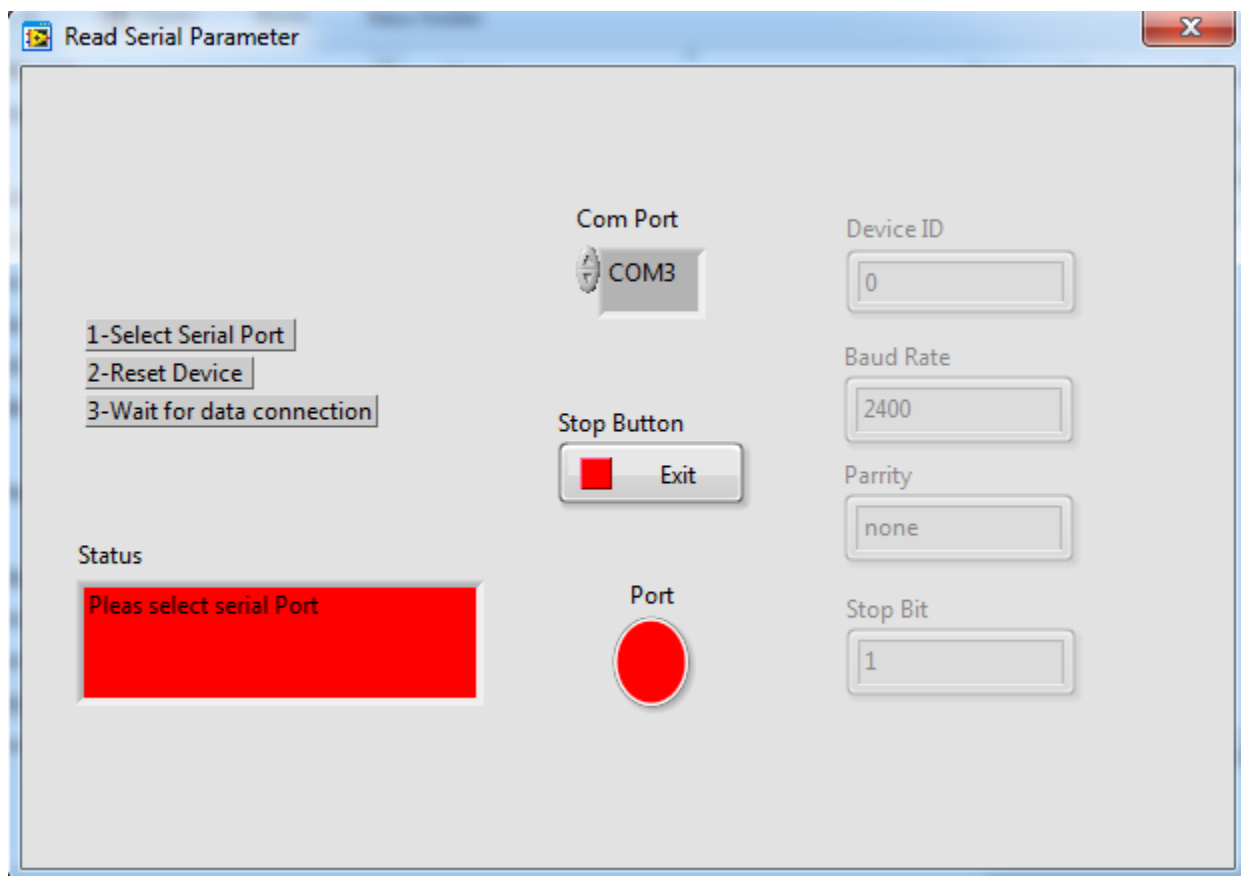 Read Serial Parameter
Com Port
COM3
Device ID
0
1-Select Serial Port
2-Reset Device
3-Wait for data connection
Baud Rate
2400
Stop Button
Exit
Parrity
none
Status
Pleas select serial Port
Port
Stop Bit
1